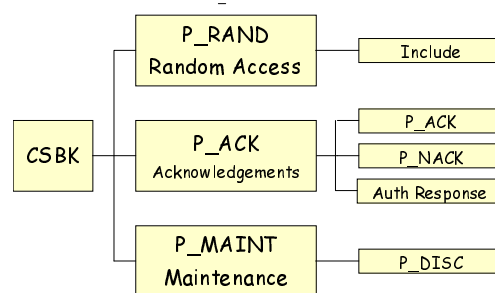 P_RAND
Random Access
Include
CSBK
P_ACK
Acknowledgements
P_ACK
P_NACK
Auth Response
P_MAINT
Maintenance
P_DISC